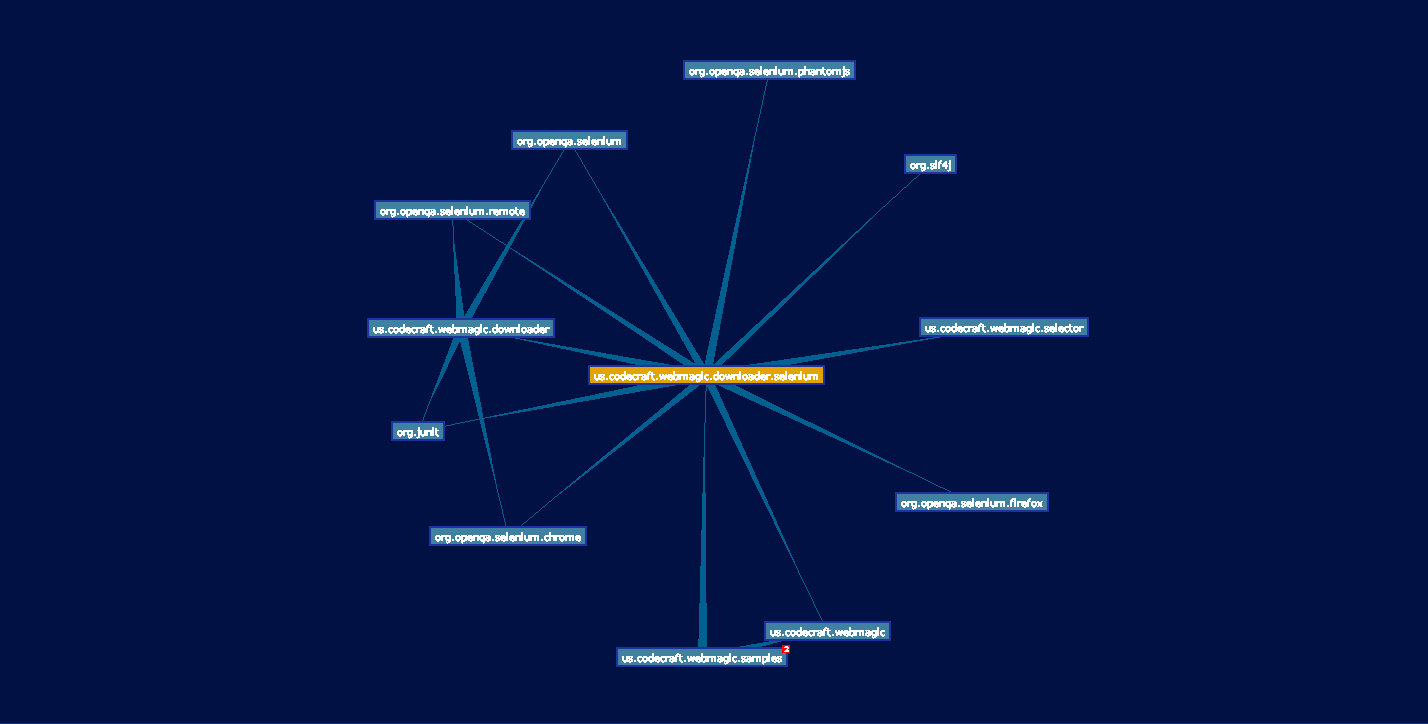 org.openqa.selenium.phantomjs
org.openqa.selenium
org.slf4j
org.openqa.selenium.remote
us.codecraft.webmagic.downloader
us.codecraft.webmagic.selector
us.codecraft.webmagic.downloader.selenium
org.junit
org.openqa.selenium.firefox
org.openqa.selenium.chrome
us.codecraft.webmagic
us.codecraft.webmagic.samples
2